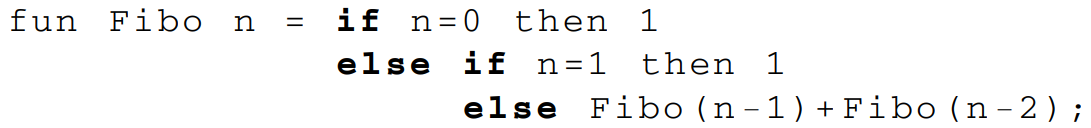 fun Fibo n = if n=0 then 1
else if n=1 then 1
else Fibo(n-1)+Fibo(n-2);